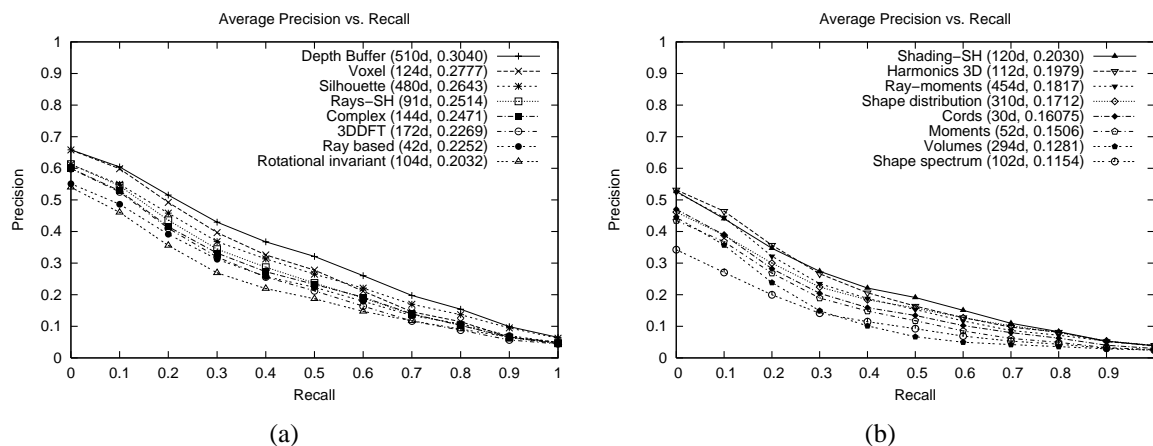 Average Precision vs. Recall
Depth Buffer (510d, 0.3040)
Voxel (124d, 0.2777)
Silhouette (480d, 0.2643)
Rays-SH (91d, 0.2514)
Complex (144d, 0.2471)
3DDFT (172d, 0.2269)
Ray based (42d, 0.2252)
Rotational invariant (104d, 0.2032)
Precision
1
0.9
0.8
0.7
0.6
0.5
0.4
0.3
0.2
0.1
0
0 0.1 0.2 0.3 0.4 0.5 0.6 0.7 0.8 0.9 1
Recall
(a)
Average Precision vs. Recall
Shading-SH (120d, 0.2030)
Harmonics 3D (112d, 0.1979)
Ray-moments (454d, 0.1817)
Shape distribution (310d, 0.1712)
Cords (30d, 0.16075)
Moments (52d, 0.1506)
Volumes (294d, 0.1281)
Shape spectrum (102d, 0.1154)
Precision
1
0.9
0.8
0.7
0.6
0.5
0.4
0.3
0.2
0.1
0
0 0.1 0.2 0.3 0.4 0.5 0.6 0.7 0.8 0.9
Recall
(b)